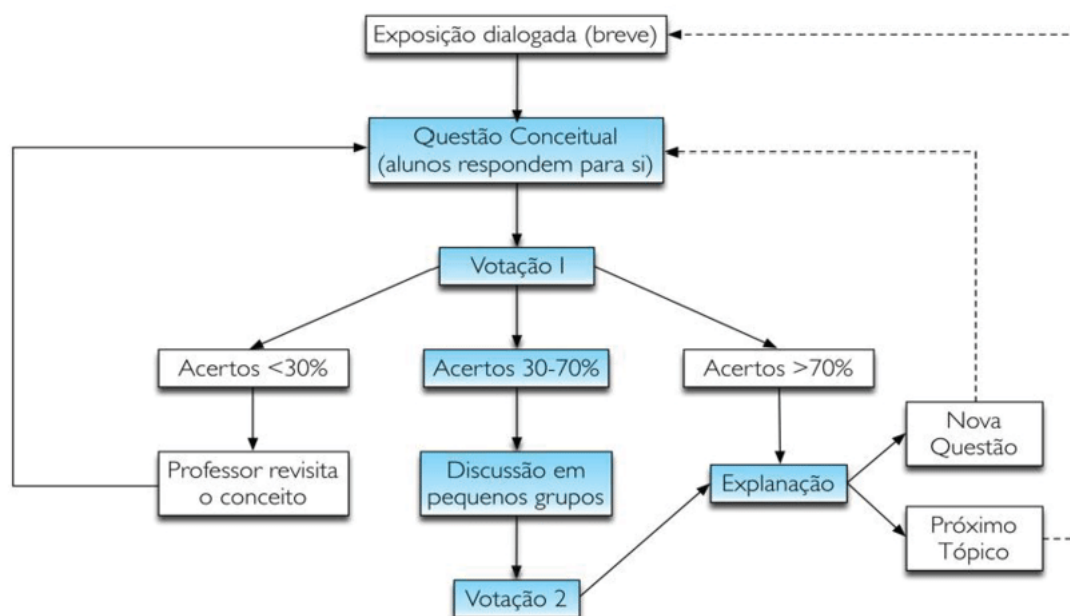 Exposição dialogada (breve)
Questão Conceitual
(alunos respondem para si)
Votação I
Acertos <30%
Acertos 30-70%
Acertos >70%
Professor revisita
o conceito
Discussão em
pequenos grupos
Explanação
Nova
Questão
Próximo
Tópico
Votação 2